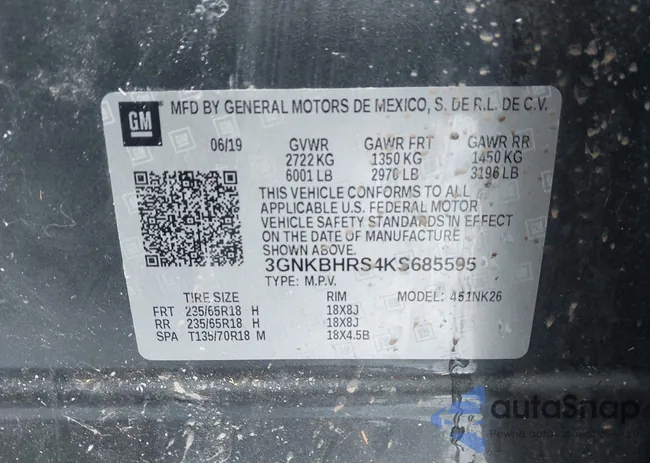 GM
MFD BY GENERAL MOTORS DE MEXICO, S. DE R.L. DE C.V.
06/19 GVWR GAWR FRT GAWR RR
2722 KG 1350 KG 1450 KG
6001 LB 2976 LB 3196 LB
THIS VEHICLE CONFORMS TO ALL
APPLICABLE U.S. FEDERAL MOTOR
VEHICLE SAFETY STANDARDS IN EFFECT
ON THE DATE OF MANUFACTURE
SHOWN ABOVE.
3GNKBHRS4KS685595
TYPE: M.P.V.
TIRE SIZE RIM MODEL: 451NK26
FRT 235/65R18 H 18X8J
RR 235/65R18 H 18X8J
SPA T135/70R18 M 18X4.5B
autoSnap